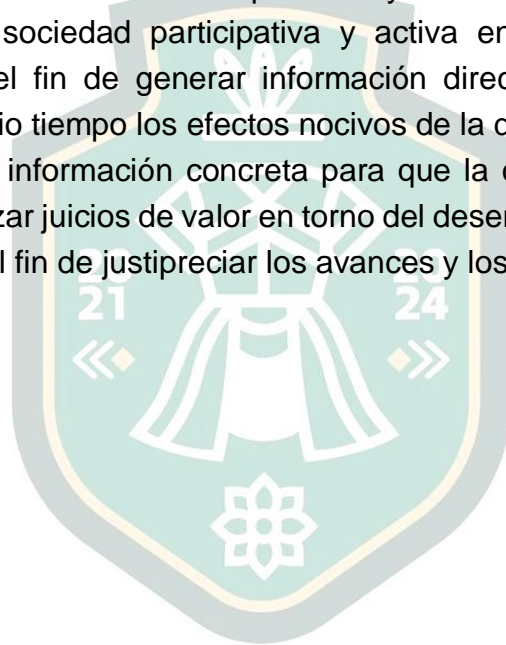 sociedad participativa y activa en
el fin de generar información direc
io tiempo los efectos nocivos de la d
información concreta para que la
zar juicios de valor en torno del deser
l fin de justipreciar los avances y los
20 20
21 24